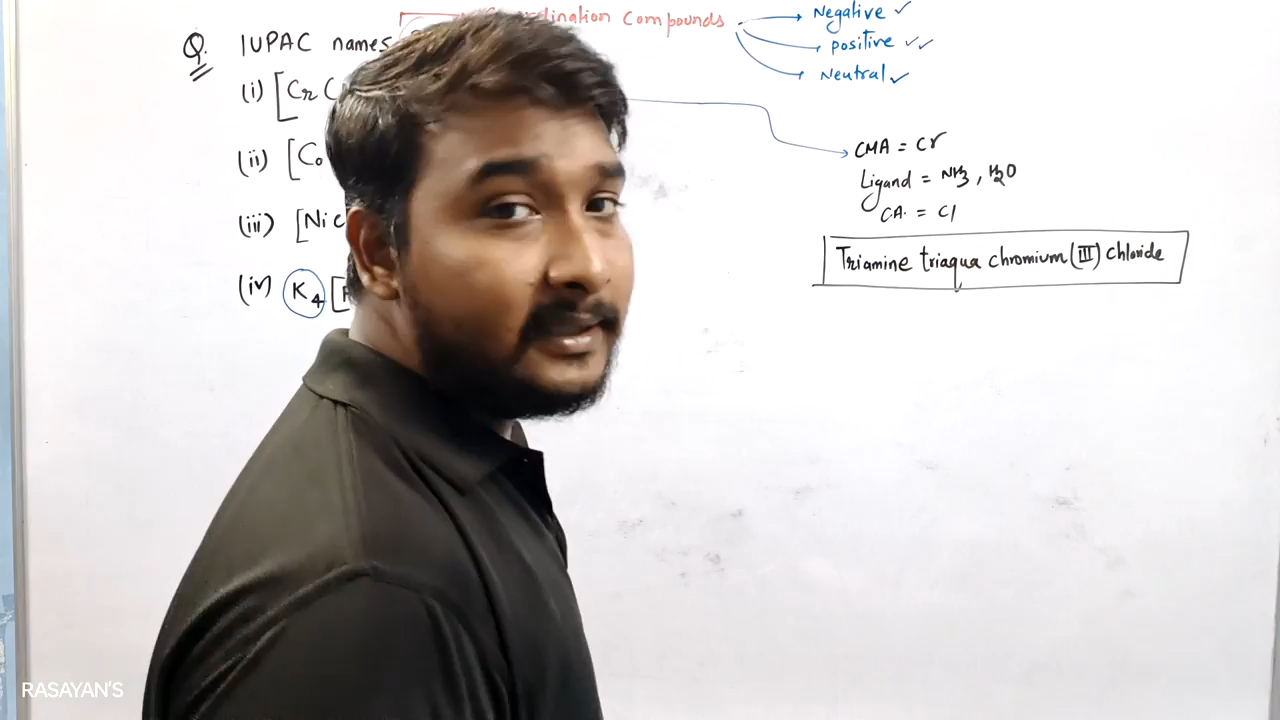 Coordination Compounds
Negative ✓
positive ✓✓
Neutral ✓
Q. IUPAC names
(i) [Cr (
(ii) [Co
(iii) [Ni
(iv) K4 [
CMA = Cr
Ligand = NH3, H2O
CA. = Cl
Triamine triaqua chromium (III) chloride
RASAYAN'S